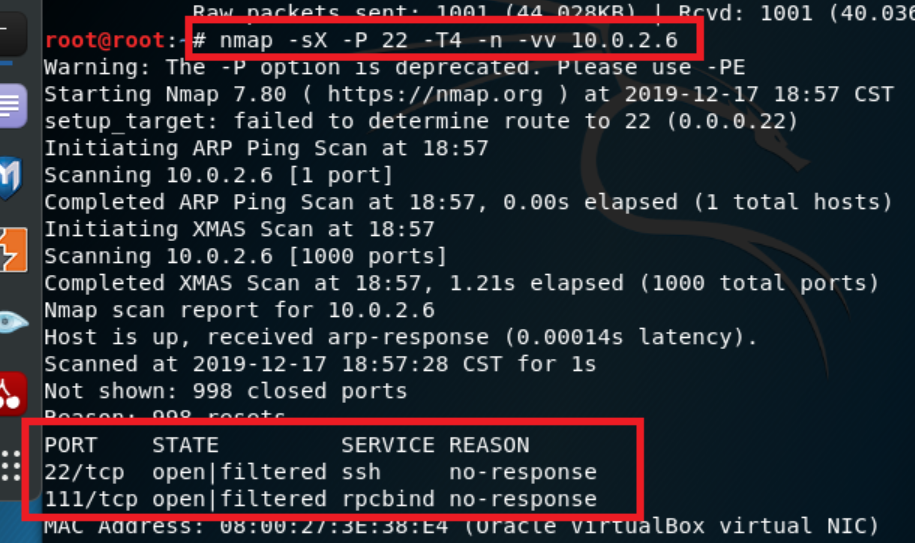 Raw packets sent: 1001 (44.028KB) | Rcvd: 1001 (40.036
root@root:~# nmap -sX -P 22 -T4 -n -vv 10.0.2.6
Warning: The -P option is deprecated. Please use -PE
Starting Nmap 7.80 ( https://nmap.org ) at 2019-12-17 18:57 CST
setup_target: failed to determine route to 22 (0.0.0.22)
Initiating ARP Ping Scan at 18:57
Scanning 10.0.2.6 [1 port]
Completed ARP Ping Scan at 18:57, 0.00s elapsed (1 total hosts)
Initiating XMAS Scan at 18:57
Scanning 10.0.2.6 [1000 ports]
Completed XMAS Scan at 18:57, 1.21s elapsed (1000 total ports)
Nmap scan report for 10.0.2.6
Host is up, received arp-response (0.00014s latency).
Scanned at 2019-12-17 18:57:28 CST for 1s
Not shown: 998 closed ports
Reason: 998 resets
PORT    STATE         SERVICE REASON
22/tcp  open|filtered ssh     no-response
111/tcp open|filtered rpcbind no-response
MAC Address: 08:00:27:3E:38:E4 (Oracle VirtualBox virtual NIC)